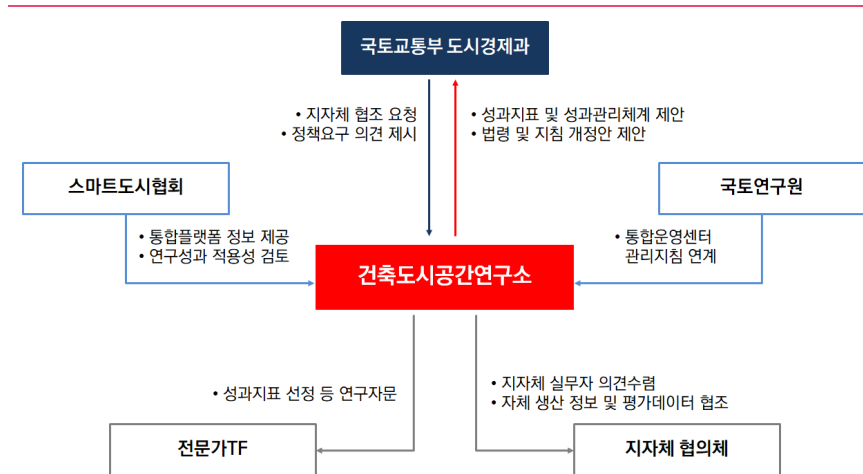 국토교통부 도시경제과
• 지자체 협조 요청
• 정책요구 의견 제시
• 성과지표 및 성과관리체계 제안
• 법령 및 지침 개정안 제안
스마트도시협회
국토연구원
• 통합플랫폼 정보 제공
• 연구성과 적용성 검토
• 통합운영센터
관리지침 연계
건축도시공간연구소
• 성과지표 선정 등 연구자문
• 지자체 실무자 의견수렴
• 자체 생산 정보 및 평가데이터 협조
전문가TF
지자체 협의체